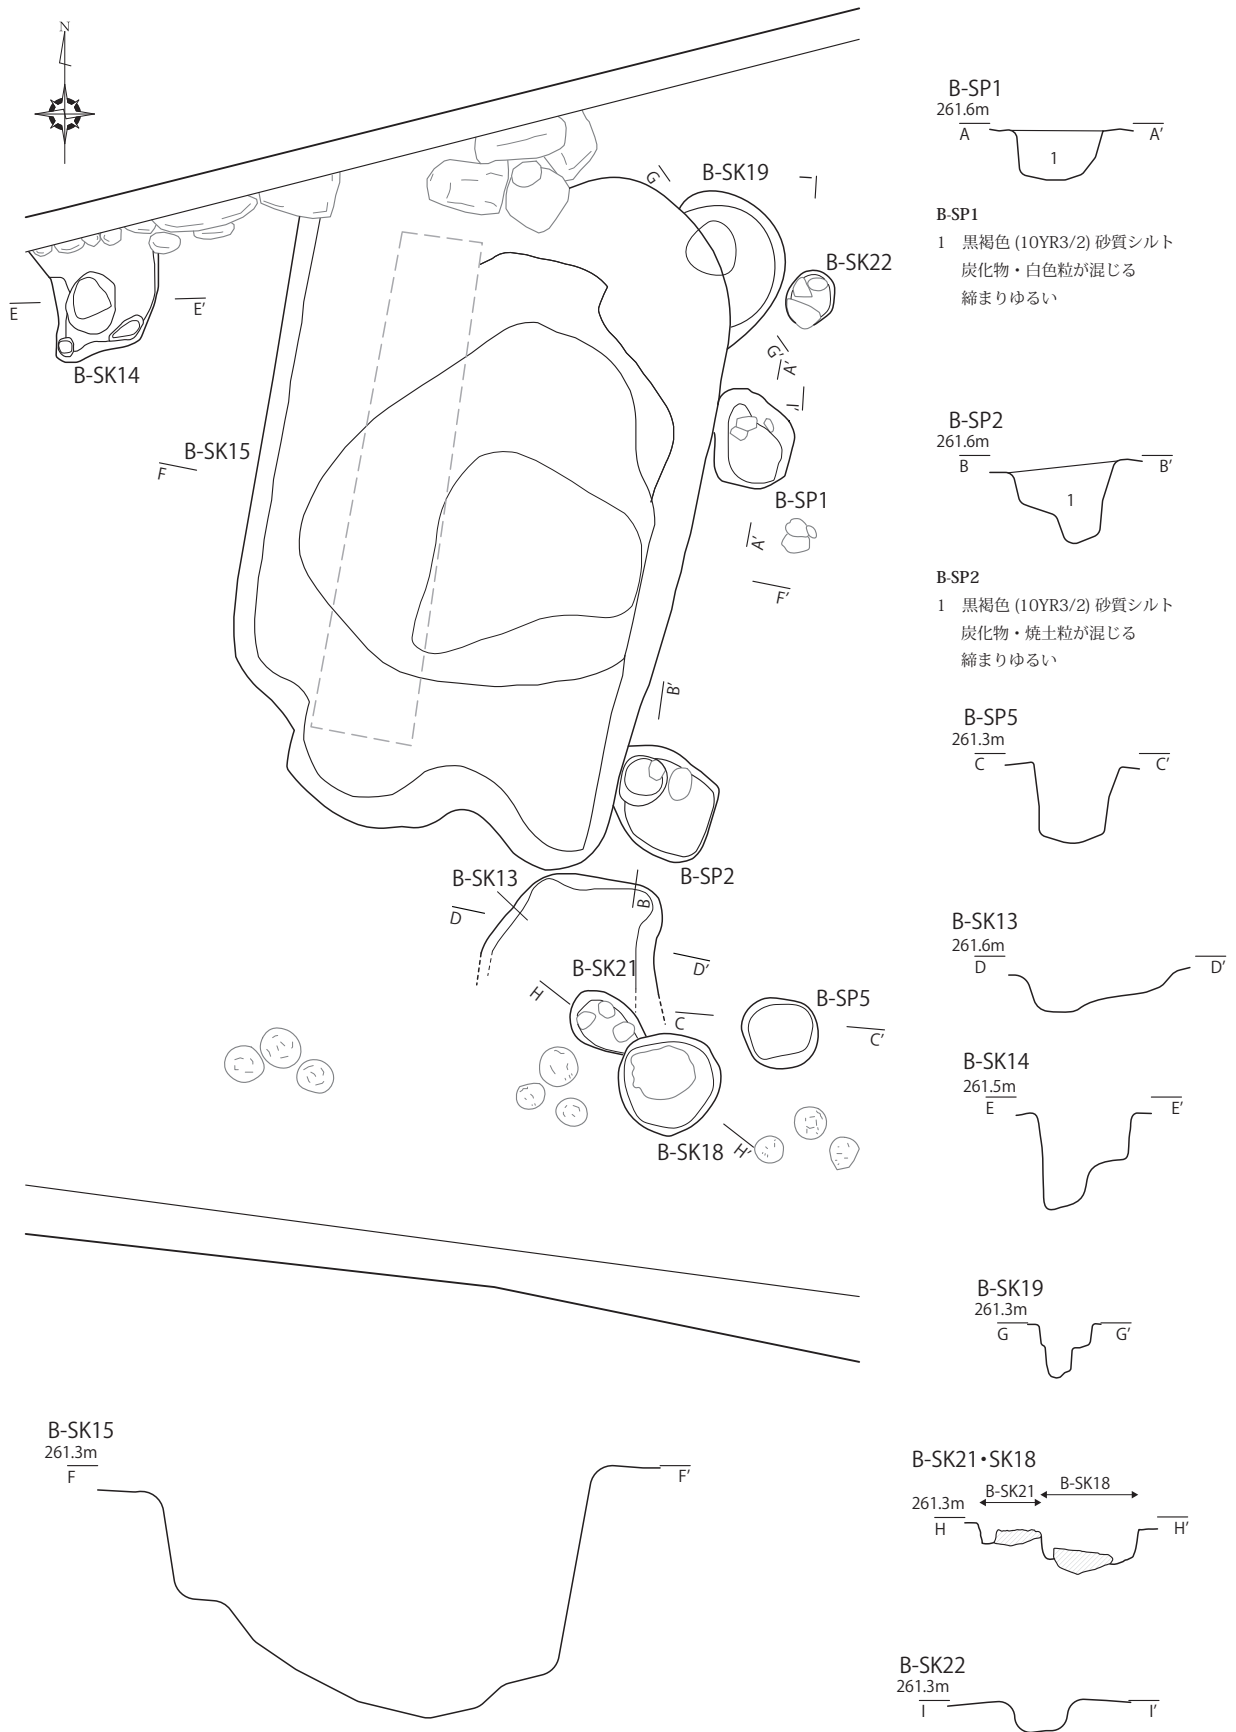 N
G
B-SK19
I
B-SK22
E
E’
B-SK14
G’
A’
I’
B-SK15
F
B-SP1
A’
F’
B’
B-SP2
B-SK13
D
B
D’
B-SK21
H
B-SP5
C
C’
B-SK18
H’
B-SP1
261.6m
A
A’
1
B-SP1
1 黒褐色 (10YR3/2) 砂質シルト
炭化物・白色粒が混じる
締まりゆるい
B-SP2
261.6m
B
B’
1
B-SP2
1 黒褐色 (10YR3/2) 砂質シルト
炭化物・焼土粒が混じる
締まりゆるい
B-SP5
261.3m
C
C’
B-SK13
261.6m
D
D’
B-SK14
261.5m
E
E’
B-SK19
261.3m
G
G’
B-SK15
261.3m
F
F’
B-SK21・SK18
B-SK21
B-SK18
261.3m
H
H’
B-SK22
261.3m
I
I’